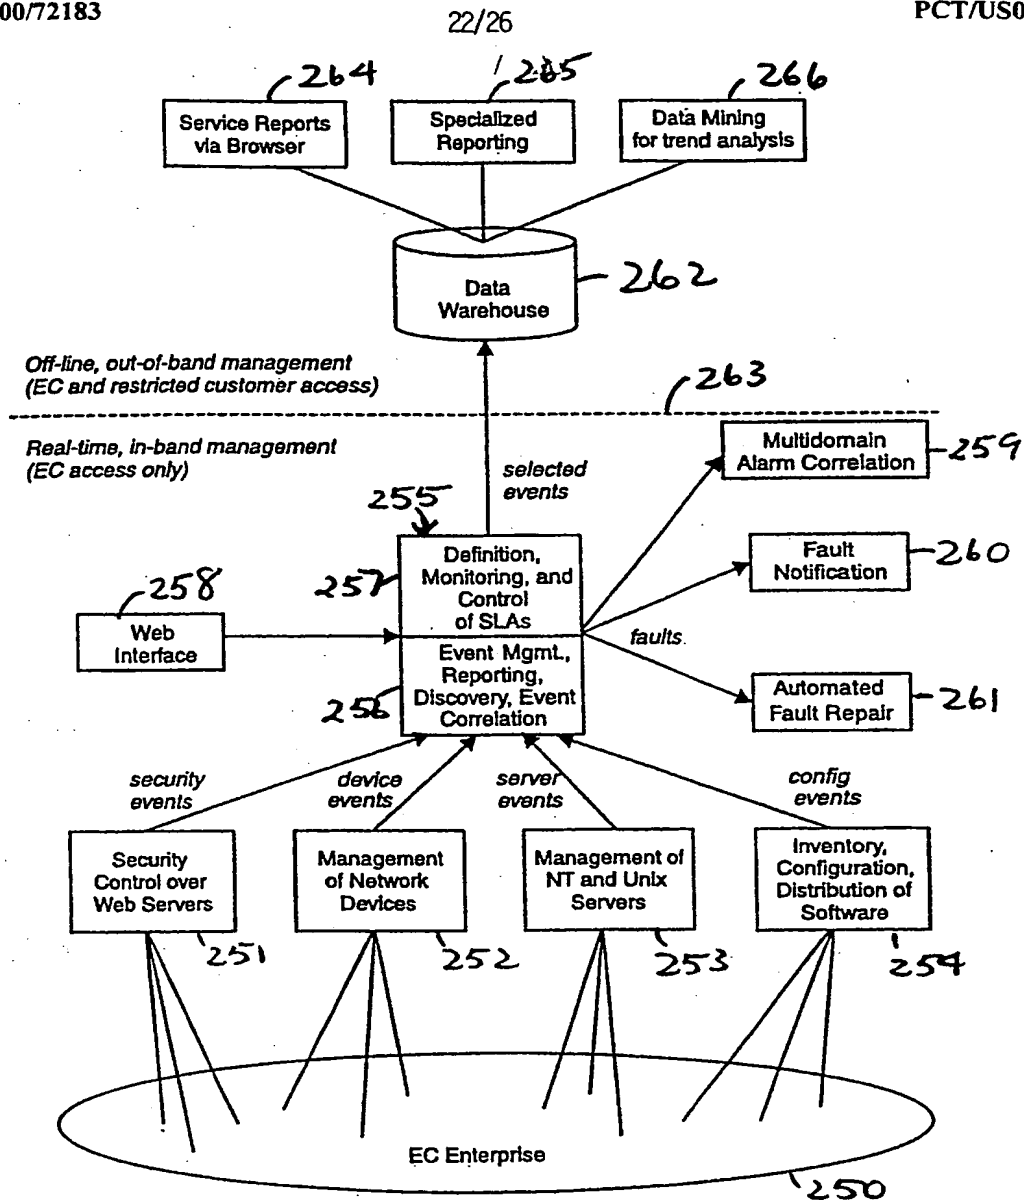 00/72183
PCT/US0
22/26
264
265
266
Service Reports
via Browser
Specialized
Reporting
Data Mining
for trend analysis
Data
Warehouse
262
Off-line, out-of-band management
(EC and restricted customer access)
263
Real-time, in-band management
(EC access only)
Multidomain
Alarm Correlation
259
selected
events
255
Definition,
Monitoring, and
Control
of SLAs
257
Fault
Notification
260
258
Web
Interface
faults
Event Mgmt.,
Reporting,
Discovery, Event
Correlation
256
Automated
Fault Repair
261
security
events
device
events
server
events
config
events
Security
Control over
Web Servers
Management
of Network
Devices
Management of
NT and Unix
Servers
Inventory,
Configuration,
Distribution of
Software
251
252
253
254
EC Enterprise
250